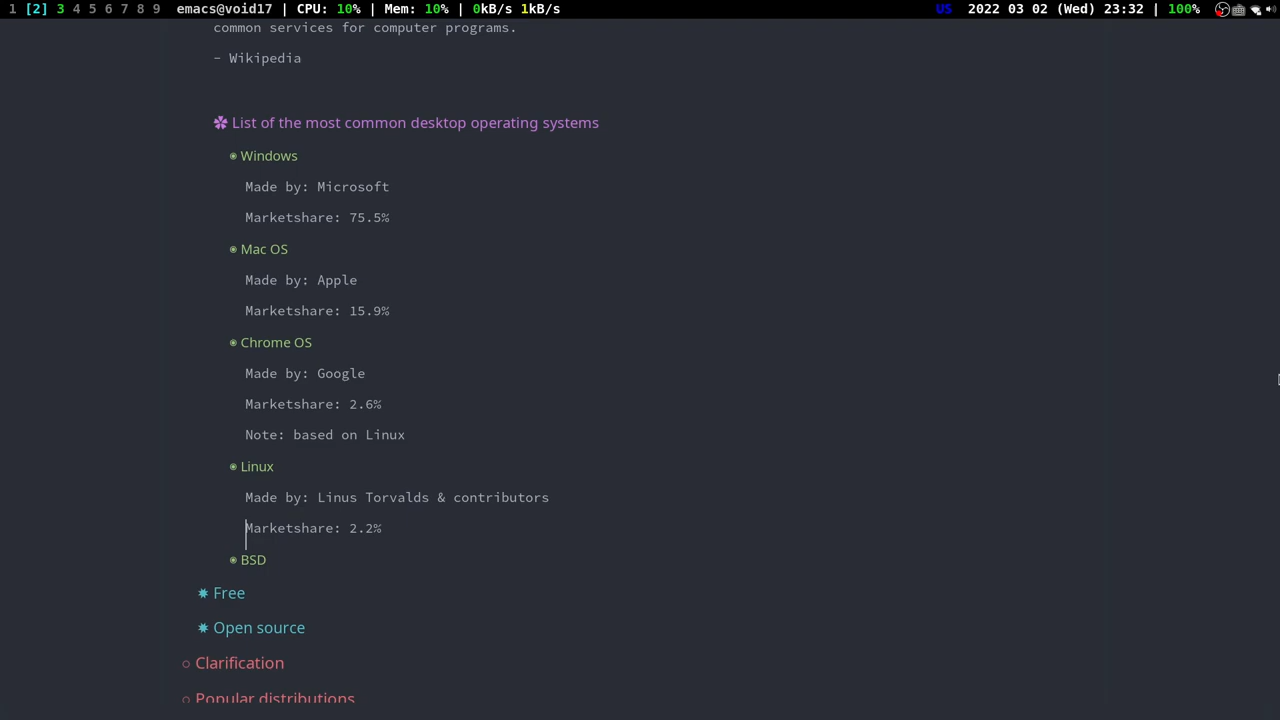 1 [2] 3 4 5 6 7 8 9 emacs@void17 | CPU: 10% | Mem: 10% | 0kB/s 1kB/s US 2022 03 02 (Wed) 23:32 | 100%
common services for computer programs.
- Wikipedia
List of the most common desktop operating systems
Windows
Made by: Microsoft
Marketshare: 75.5%
Mac OS
Made by: Apple
Marketshare: 15.9%
Chrome OS
Made by: Google
Marketshare: 2.6%
Note: based on Linux
Linux
Made by: Linus Torvalds & contributors
Marketshare: 2.2%
BSD
Free
Open source
Clarification
Popular distributions